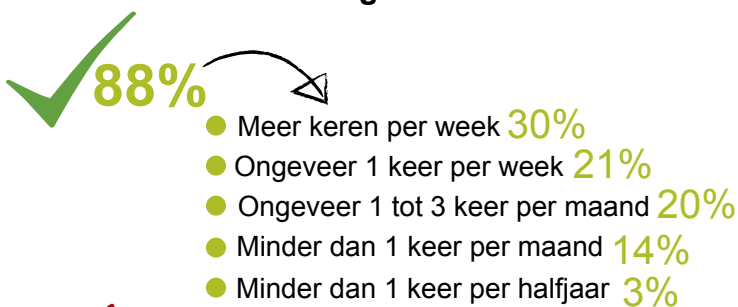 88%
Meer keren per week 30%
Ongeveer 1 keer per week 21%
Ongeveer 1 tot 3 keer per maand 20%
Minder dan 1 keer per maand 14%
Minder dan 1 keer per halfjaar 3%